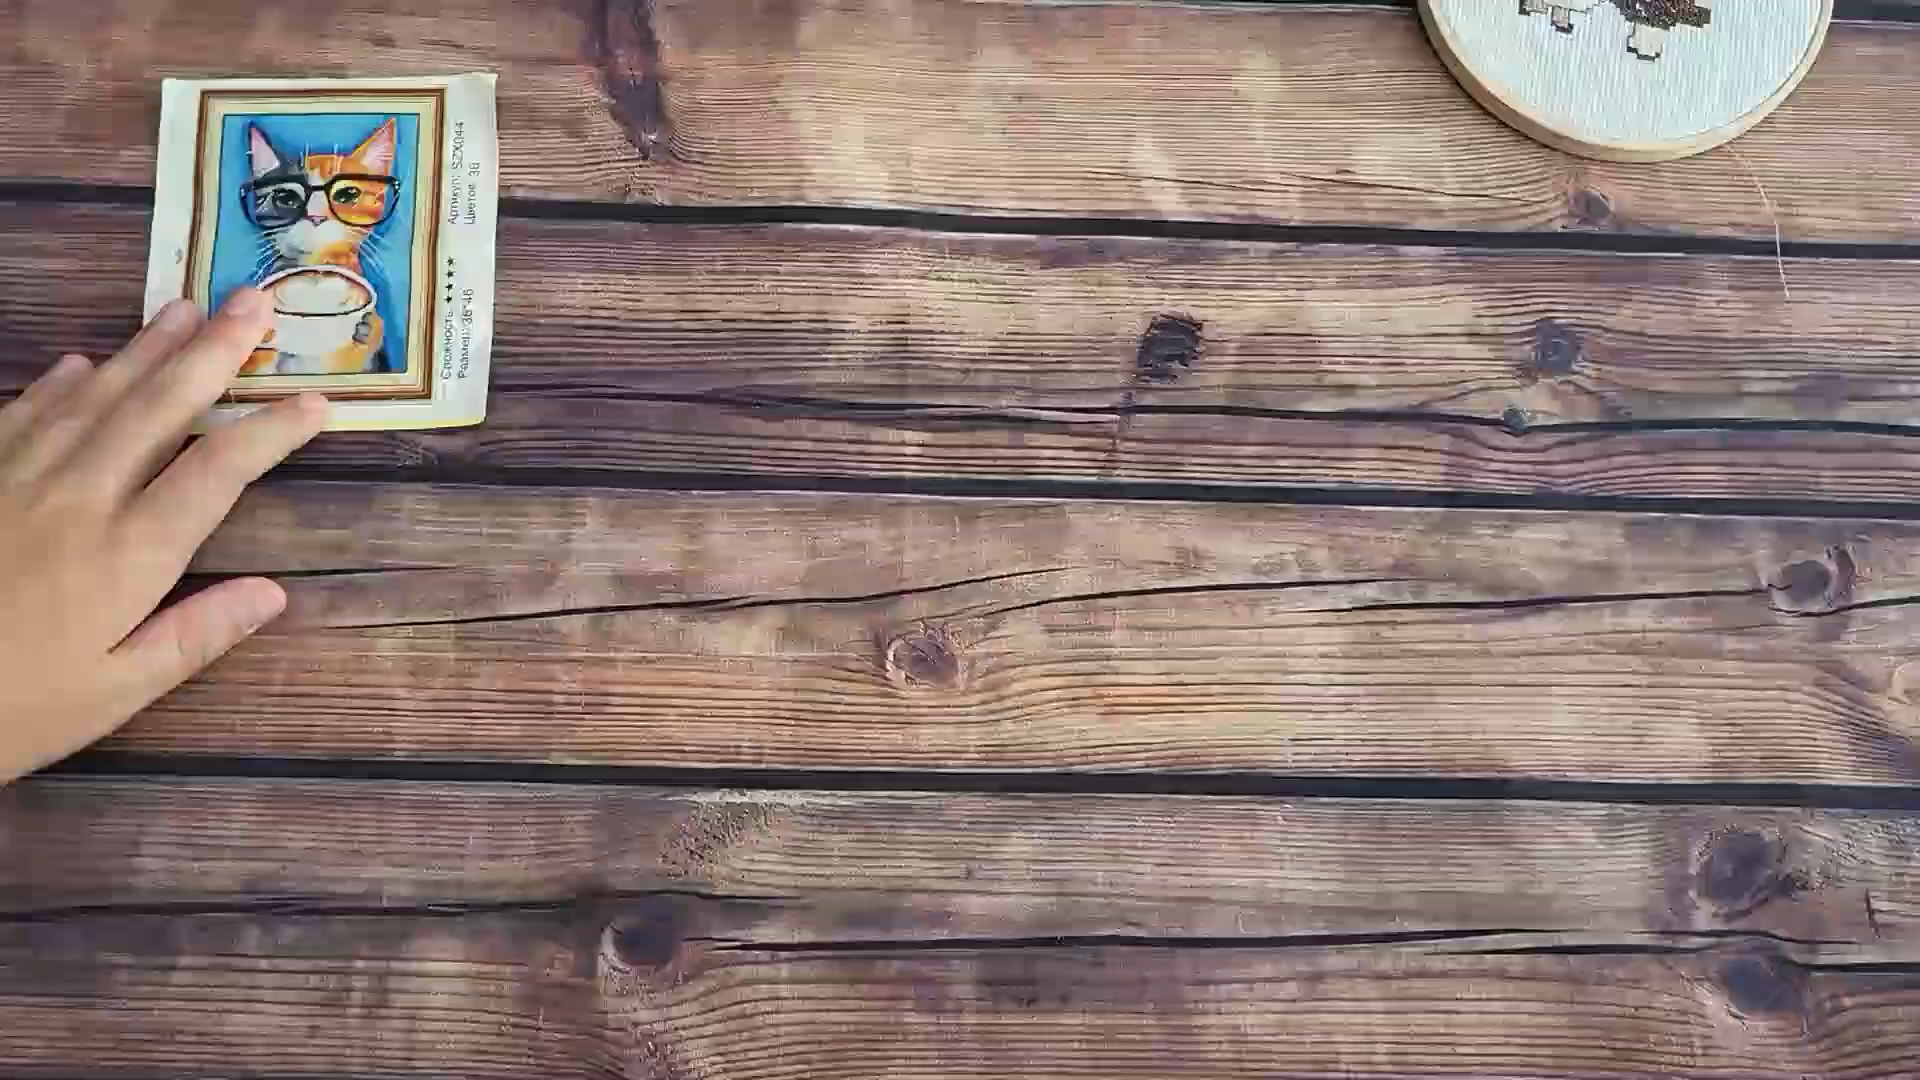 Артикул: SZX044
Цветов: 36
Сложность: ★★★★
Размер: 36*46